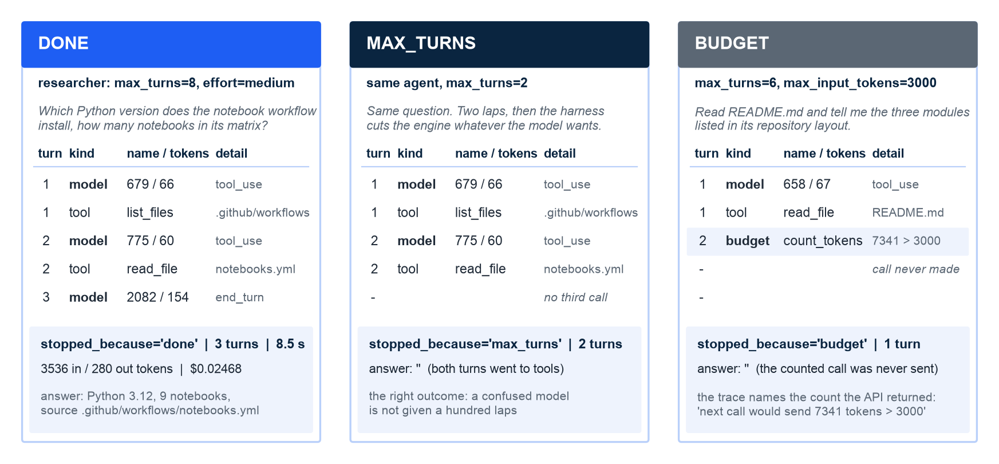 DONE
researcher: max_turns=8, effort=medium
Which Python version does the notebook workflow
install, how many notebooks in its matrix?
turn kind name / tokens detail
1 model 679 / 66 tool_use
1 tool list_files .github/workflows
2 model 775 / 60 tool_use
2 tool read_file notebooks.yml
3 model 2082 / 154 end_turn
stopped_because='done' | 3 turns | 8.5 s
3536 in / 280 out tokens | $0.02468
answer: Python 3.12, 9 notebooks,
source .github/workflows/notebooks.yml
MAX_TURNS
same agent, max_turns=2
Same question. Two laps, then the harness
cuts the engine whatever the model wants.
turn kind name / tokens detail
1 model 679 / 66 tool_use
1 tool list_files .github/workflows
2 model 775 / 60 tool_use
2 tool read_file notebooks.yml
- no third call
stopped_because='max_turns' | 2 turns
answer: '' (both turns went to tools)
the right outcome: a confused model
is not given a hundred laps
BUDGET
max_turns=6, max_input_tokens=3000
Read README.md and tell me the three modules
listed in its repository layout.
turn kind name / tokens detail
1 model 658 / 67 tool_use
1 tool read_file README.md
2 budget count_tokens 7341 > 3000
- call never made
-
stopped_because='budget' | 1 turn
answer: '' (the counted call was never sent)
the trace names the count the API returned:
'next call would send 7341 tokens > 3000'